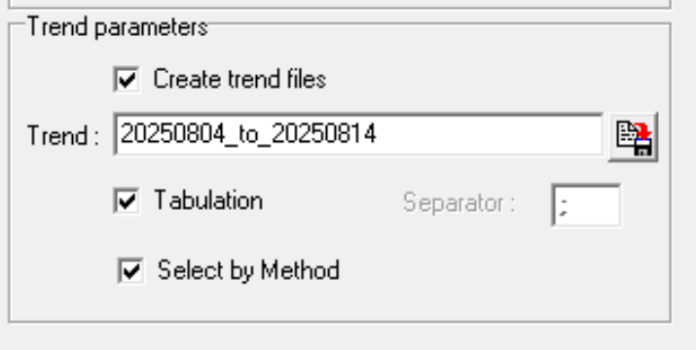 Trend parameters
Create trend files
Trend : 20250804_to_20250814
Tabulation Separator : ;
Select by Method